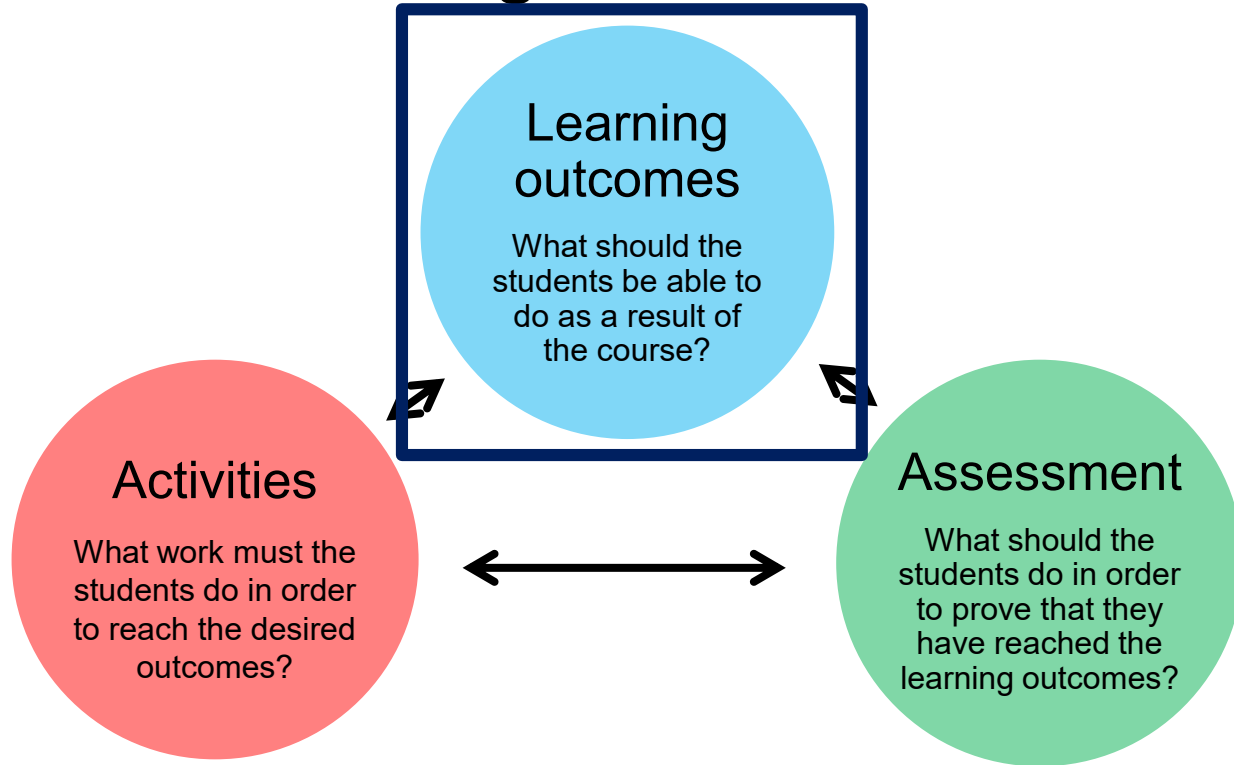 Learning
outcomes
What should the
students be able to
do as a result of
the course?
Activities
What work must the
students do in order
to reach the desired
outcomes?
Assessment
What should the
students do in order
to prove that they
have reached the
learning outcomes?